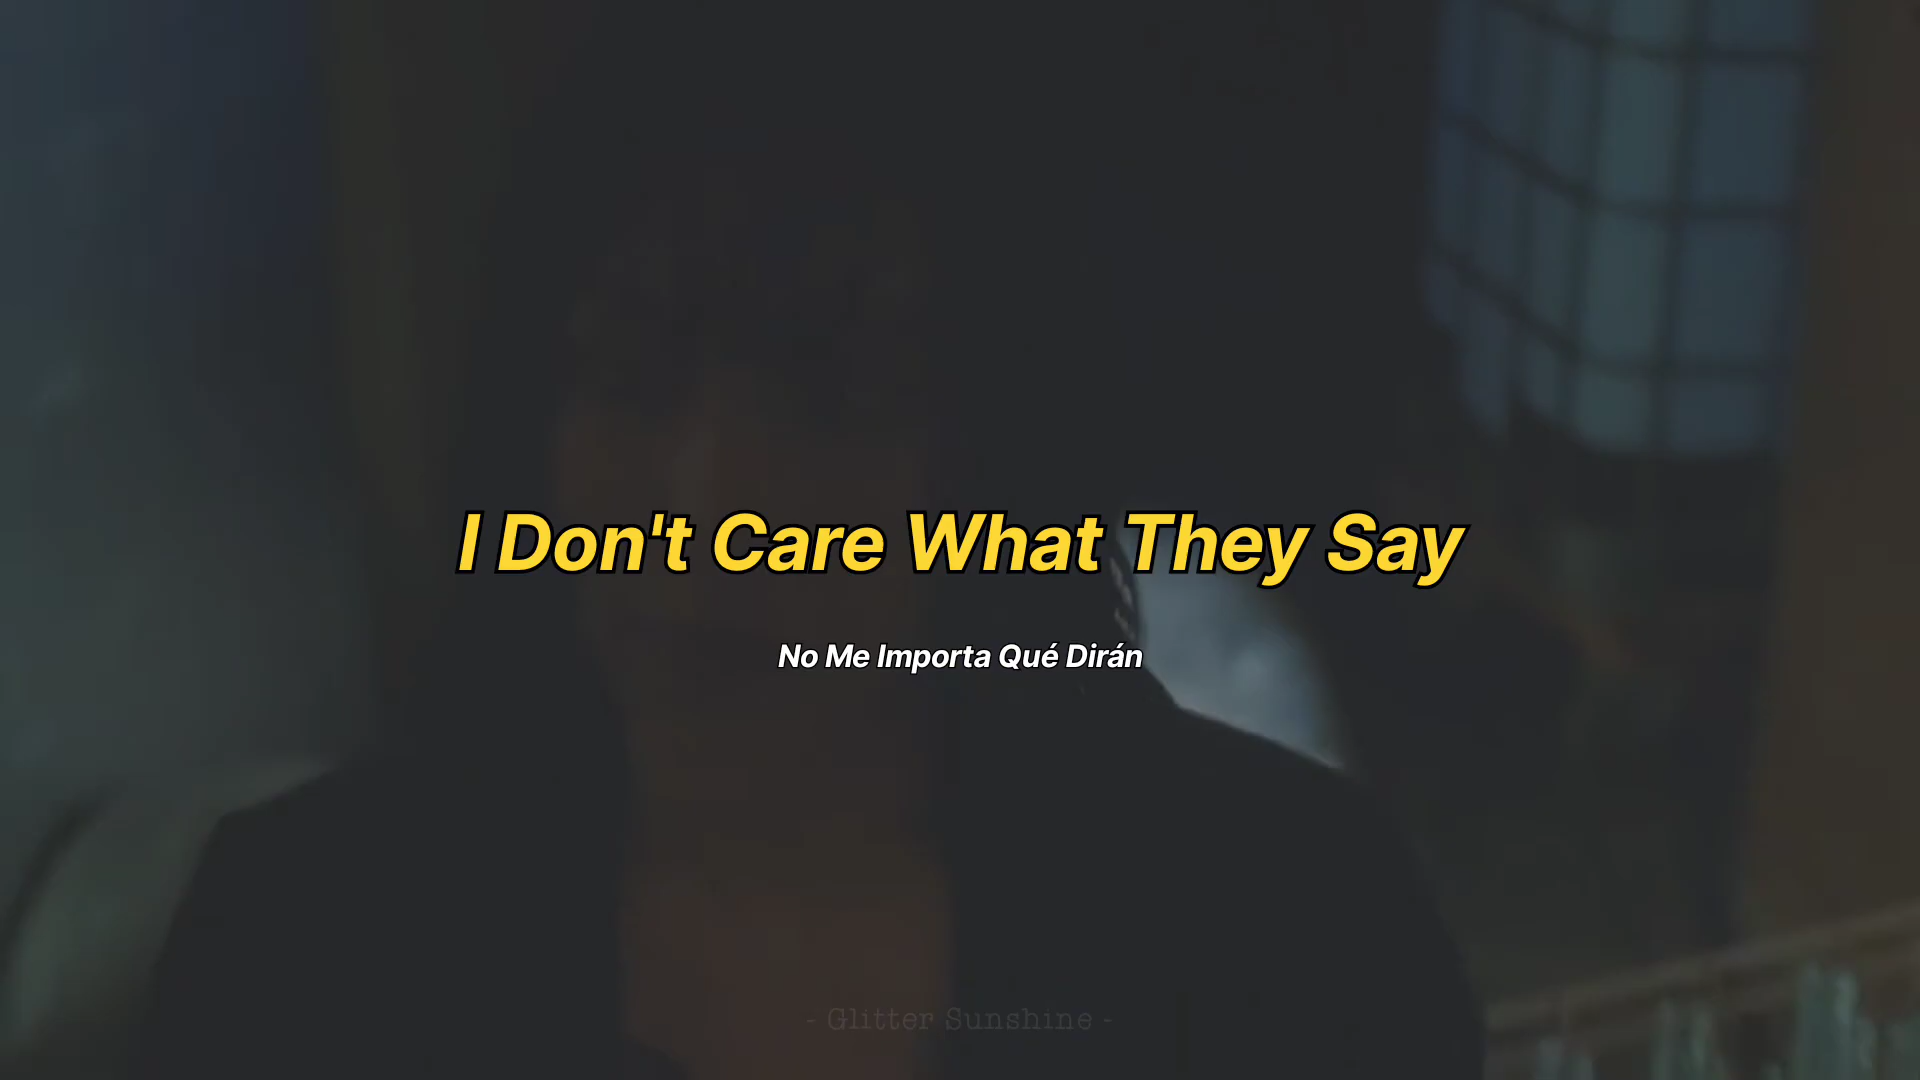 I Don't Care What They Say
No Me Importa Qué Dirán
- Glitter Sunshine -